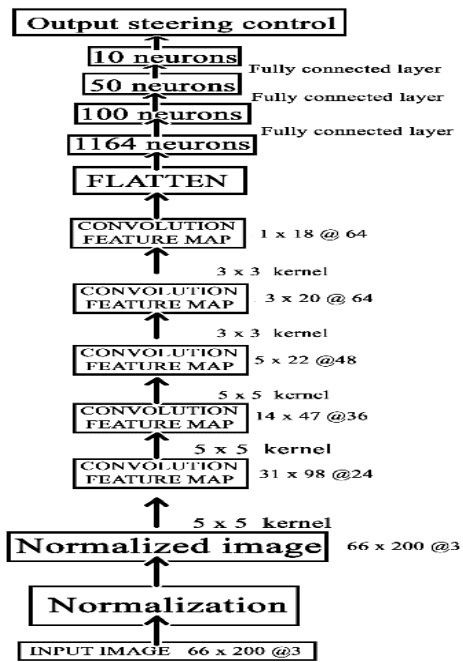 Output steering control
10 neurons
Fully connected layer
50 neurons
Fully connected layer
100 neurons
Fully connected layer
1164 neurons
FLATTEN
CONVOLUTION
FEATURE MAP
1 x 18 @ 64
3 x 3 kernel
CONVOLUTION
FEATURE MAP
3 x 20 @ 64
3 x 3 kernel
CONVOLUTION
FEATURE MAP
5 x 22 @48
5 x 5 kernel
CONVOLUTION
FEATURE MAP
14 x 47 @36
5 x 5 kernel
CONVOLUTION
FEATURE MAP
31 x 98 @24
5 x 5 kernel
Normalized image
66 x 200 @3
Normalization
INPUT IMAGE 66 x 200 @3